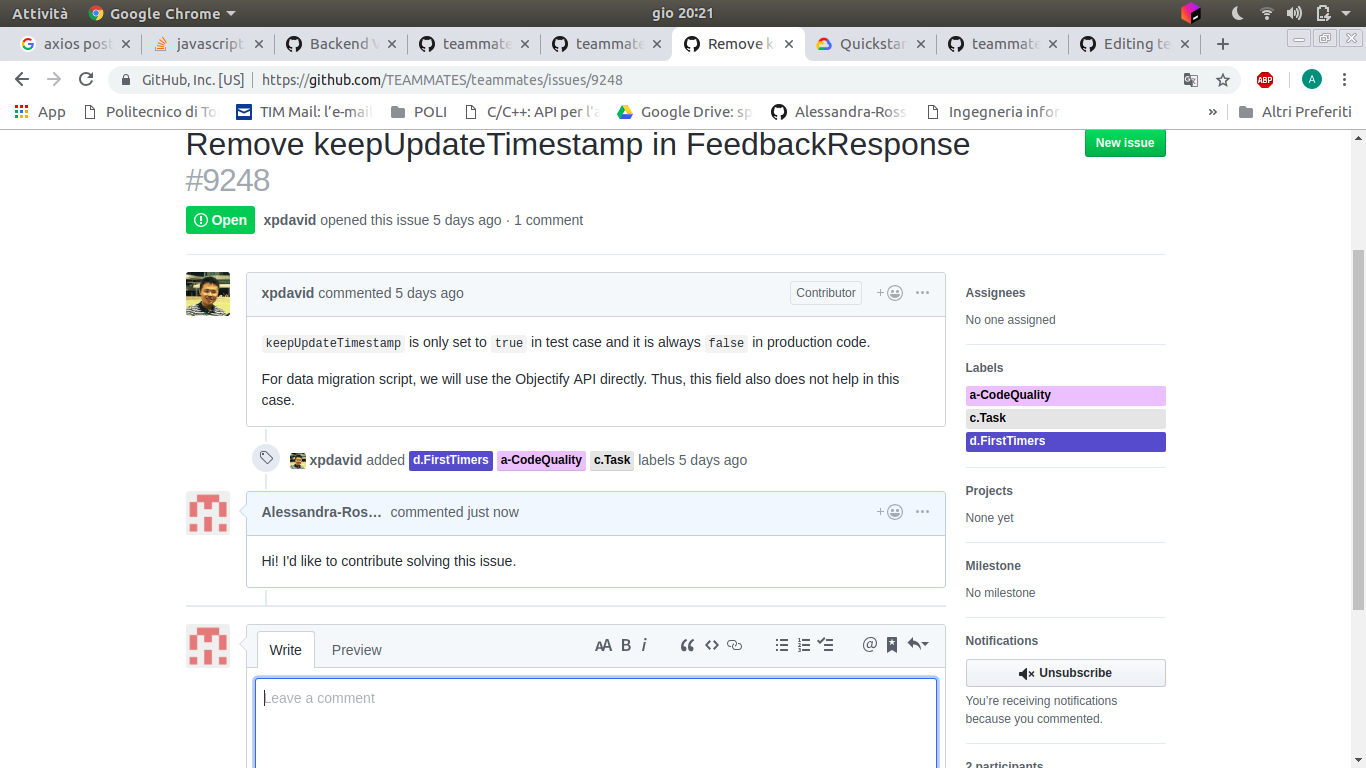 Attività Google Chrome gio 20:21
axios post javascript Backend V teammate teammate Remove k Quickstar teammate Editing te
GitHub, Inc. [US] https://github.com/TEAMMATES/teammates/issues/9248 ABP A
App Politecnico di To TIM Mail: l'e-mail POLI C/C++: API per l'a Google Drive: sp Alessandra-Ross Ingegneria infor » Altri Preferiti
Remove keepUpdateTimestamp in FeedbackResponse
#9248
New issue
Open xpdavid opened this issue 5 days ago · 1 comment
xpdavid commented 5 days ago Contributor
keepUpdateTimestamp is only set to true in test case and it is always false in production code.
For data migration script, we will use the Objectify API directly. Thus, this field also does not help in this
case.
xpdavid added d.FirstTimers a-CodeQuality c.Task labels 5 days ago
Alessandra-Ros… commented just now
Hi! I'd like to contribute solving this issue.
Write Preview
Leave a comment
Assignees
No one assigned
Labels
a-CodeQuality
c.Task
d.FirstTimers
Projects
None yet
Milestone
No milestone
Notifications
Unsubscribe
You're receiving notifications
because you commented.
2 participants